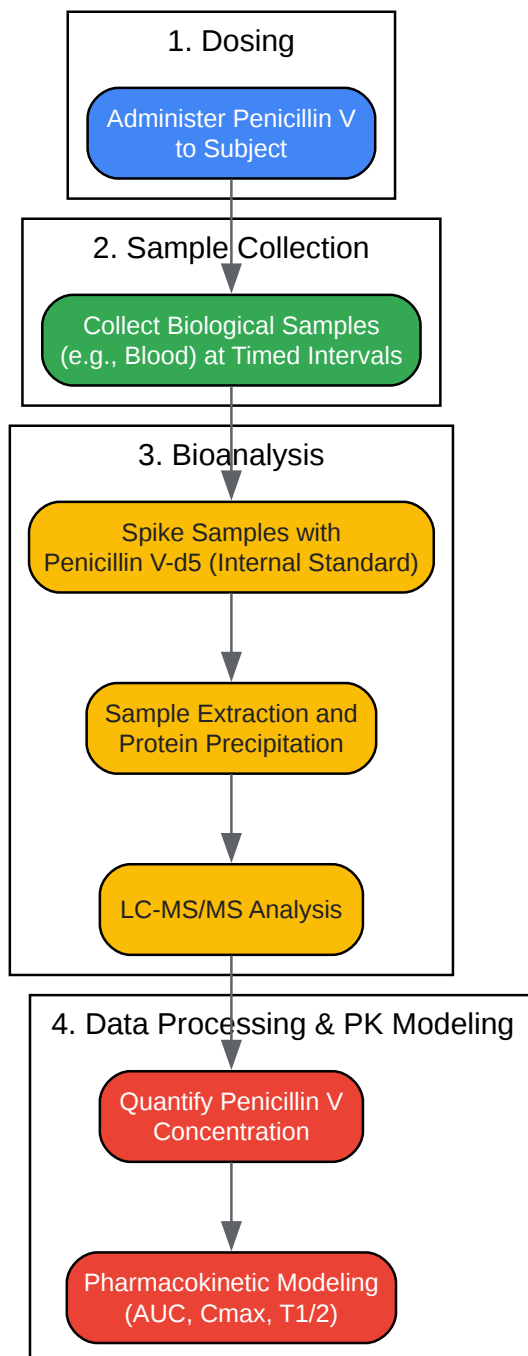 1. Dosing
Administer Penicillin V
to Subject
2. Sample Collection
Collect Biological Samples
(e.g., Blood) at Timed Intervals
3. Bioanalysis
Spike Samples with
Penicillin V-d5 (Internal Standard)
Sample Extraction and
Protein Precipitation
LC-MS/MS Analysis
4. Data Processing & PK Modeling
Quantify Penicillin V
Concentration
Pharmacokinetic Modeling
(AUC, Cmax, T1/2)